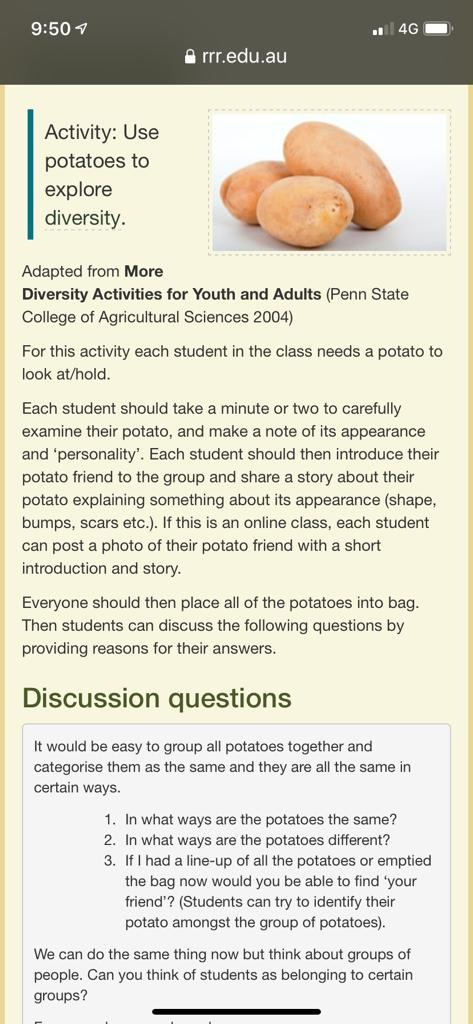 9:50
4G
rrr.edu.au
Activity: Use
potatoes to
explore
diversity.
Adapted from More
Diversity Activities for Youth and Adults (Penn State
College of Agricultural Sciences 2004)
For this activity each student in the class needs a potato to
look at/hold.
Each student should take a minute or two to carefully
examine their potato, and make a note of its appearance
and ‘personality’. Each student should then introduce their
potato friend to the group and share a story about their
potato explaining something about its appearance (shape,
bumps, scars etc.). If this is an online class, each student
can post a photo of their potato friend with a short
introduction and story.
Everyone should then place all of the potatoes into bag.
Then students can discuss the following questions by
providing reasons for their answers.
Discussion questions
It would be easy to group all potatoes together and
categorise them as the same and they are all the same in
certain ways.
1. In what ways are the potatoes the same?
2. In what ways are the potatoes different?
3. If I had a line-up of all the potatoes or emptied
the bag now would you be able to find ‘your
friend’? (Students can try to identify their
potato amongst the group of potatoes).
We can do the same thing now but think about groups of
people. Can you think of students as belonging to certain
groups?